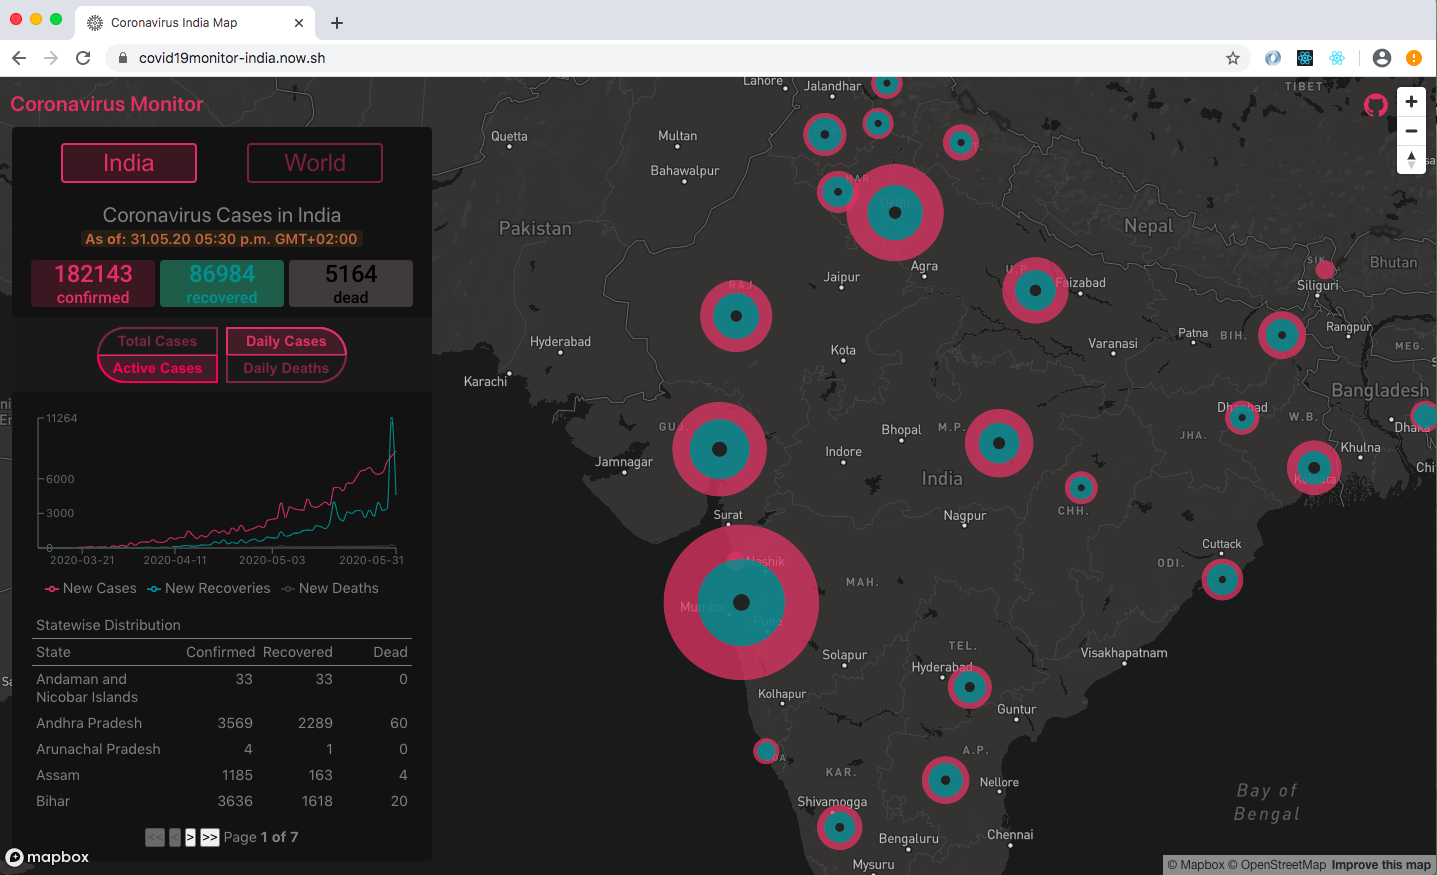 Coronavirus India Map
covid19monitor-india.now.sh
Coronavirus Monitor
India World
Coronavirus Cases in India
As of: 31.05.20 05:30 p.m. GMT+02:00
182143 86984 5164
confirmed recovered dead
Total Cases Daily Cases
Active Cases Daily Deaths
11264
6000
3000
0
2020-03-21 2020-04-11 2020-05-03 2020-05-31
New Cases New Recoveries New Deaths
Statewise Distribution
State Confirmed Recovered Dead
Andaman and
Nicobar Islands 33 33 0
Andhra Pradesh 3569 2289 60
Arunachal Pradesh 4 1 0
Assam 1185 163 4
Bihar 3636 1618 20
<< < > >> Page 1 of 7
mapbox
Lahore
Jalandhar
TIBET
Quetta
Multan
Bahawalpur
HAR.
Delhi
Pakistan
Nepal
Agra
Jaipur
U.P.
Faizabad
SIK.
Bhutan
Siliguri
RAJ.
Hyderabad
Kota
Varanasi
Patna
BIH.
Rangpur
MEG.
Karachi
Bangladesh
GUJ.
Bhopal
M.P.
Dhanbad
W.B.
Dhaka
JHA.
Khulna
Jamnagar
Indore
India
Surat
Nagpur
CHH.
Kolkata
Cuttack
ODI.
Nashik
MAH.
Mumbai
Pune
Solapur
TEL.
Hyderabad
Visakhapatnam
Kolhapur
Guntur
A.P.
KAR.
Nellore
Shivamogga
Bengaluru
Chennai
Mysuru
Bay of
Bengal
© Mapbox © OpenStreetMap Improve this map